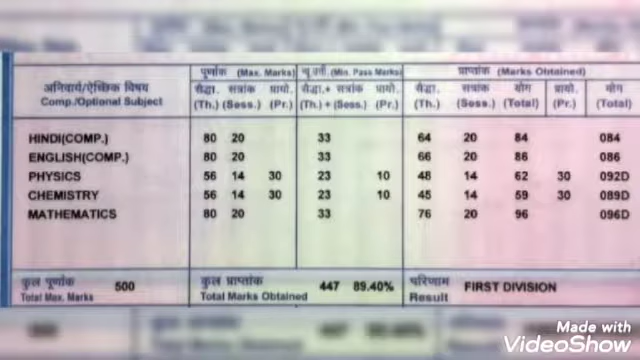 पूर्णांक (Max. Marks) न्यू.उत्ती. (Min. Pass Marks) प्राप्तांक (Marks Obtained)
अनिवार्य/ऐच्छिक विषय सैद्धा. सत्रांक प्रायो. सैद्धा.+ सत्रांक प्रायो. सैद्धा. सत्रांक योग प्रायो. योग
Comp./Optional Subject (Th.) (Sess.) (Pr.) (Th.) + (Sess.) (Pr.) (Th.) (Sess.) (Total) (Pr.) (Total)
HINDI(COMP.) 80 20 33 64 20 84 084
ENGLISH(COMP.) 80 20 33 66 20 86 086
PHYSICS 56 14 30 23 10 48 14 62 30 092D
CHEMISTRY 56 14 30 23 10 45 14 59 30 089D
MATHEMATICS 80 20 33 76 20 96 096D
कुल पूर्णांक 500 कुल प्राप्तांक 447 89.40% परिणाम FIRST DIVISION
Total Max. Marks Total Marks Obtained Result
Made with
VideoShow